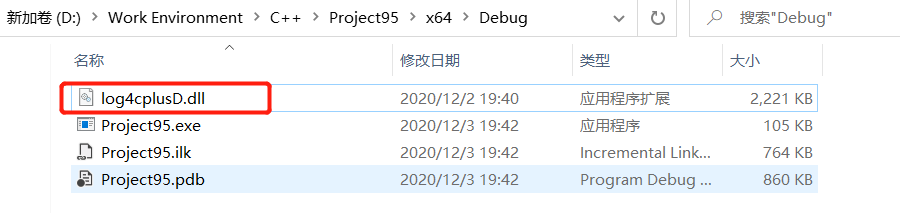 新加卷 (D:) > Work Environment > C++ > Project95 > x64 > Debug 搜索"Debug"
名称 修改日期 类型 大小
log4cplusD.dll 2020/12/2 19:40 应用程序扩展 2,221 KB
Project95.exe 2020/12/3 19:42 应用程序 105 KB
Project95.ilk 2020/12/3 19:42 Incremental Link... 764 KB
Project95.pdb 2020/12/3 19:42 Program Debug ... 860 KB